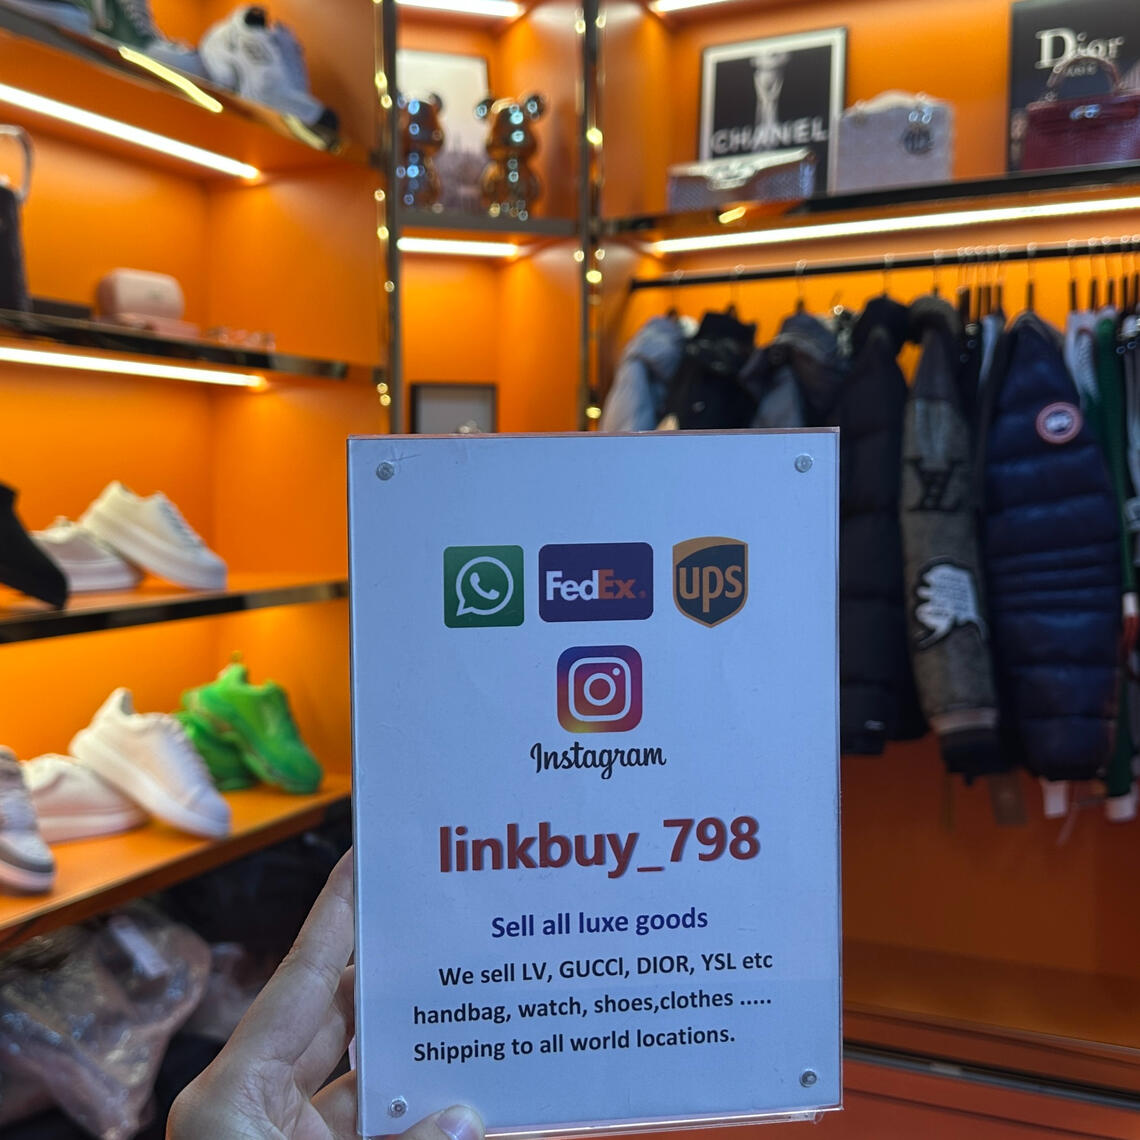 CHANEL
Dior
FedEx.
ups
Instagram
linkbuy_798
Sell all luxe goods
We sell LV, GUCCI, DIOR, YSL etc
handbag, watch, shoes,clothes .....
Shipping to all world locations.
LV